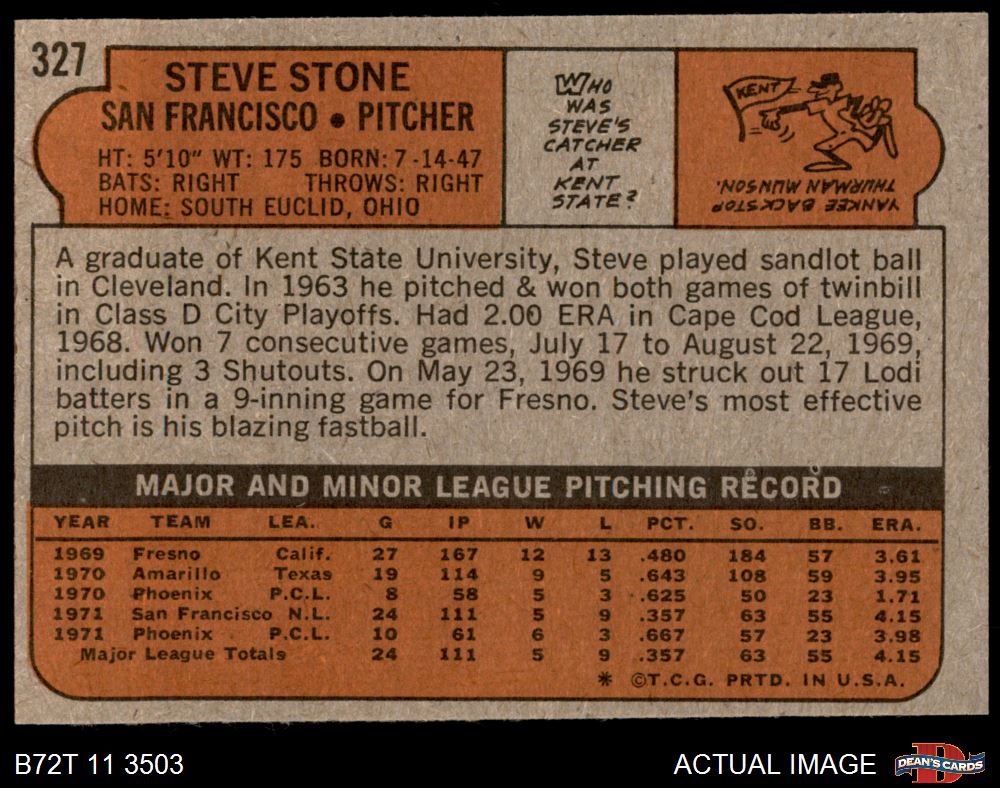 327
STEVE STONE
SAN FRANCISCO • PITCHER
HT: 5'10" WT: 175 BORN: 7-14-47
BATS: RIGHT THROWS: RIGHT
HOME: SOUTH EUCLID, OHIO
WHO
WAS
STEVE'S
CATCHER
AT
KENT
STATE?
KENT
YANKEE BACKSTOP
THURMAN MUNSON.
A graduate of Kent State University, Steve played sandlot ball
in Cleveland. In 1963 he pitched & won both games of twinbill
in Class D City Playoffs. Had 2.00 ERA in Cape Cod League,
1968. Won 7 consecutive games, July 17 to August 22, 1969,
including 3 Shutouts. On May 23, 1969 he struck out 17 Lodi
batters in a 9-inning game for Fresno. Steve's most effective
pitch is his blazing fastball.
MAJOR AND MINOR LEAGUE PITCHING RECORD
YEAR TEAM LEA. G IP W L PCT. SO. BB. ERA.
1969 Fresno Calif. 27 167 12 13 .480 184 57 3.61
1970 Amarillo Texas 19 114 9 5 .643 108 59 3.95
1970 Phoenix P.C.L. 8 58 5 3 .625 50 23 1.71
1971 San Francisco N.L. 24 111 5 9 .357 63 55 4.15
1971 Phoenix P.C.L. 10 61 6 3 .667 57 23 3.98
Major League Totals 24 111 5 9 .357 63 55 4.15
* ©T.C.G. PRTD. IN U.S.A.
B72T 11 3503
ACTUAL IMAGE
D
DEAN'S CARDS